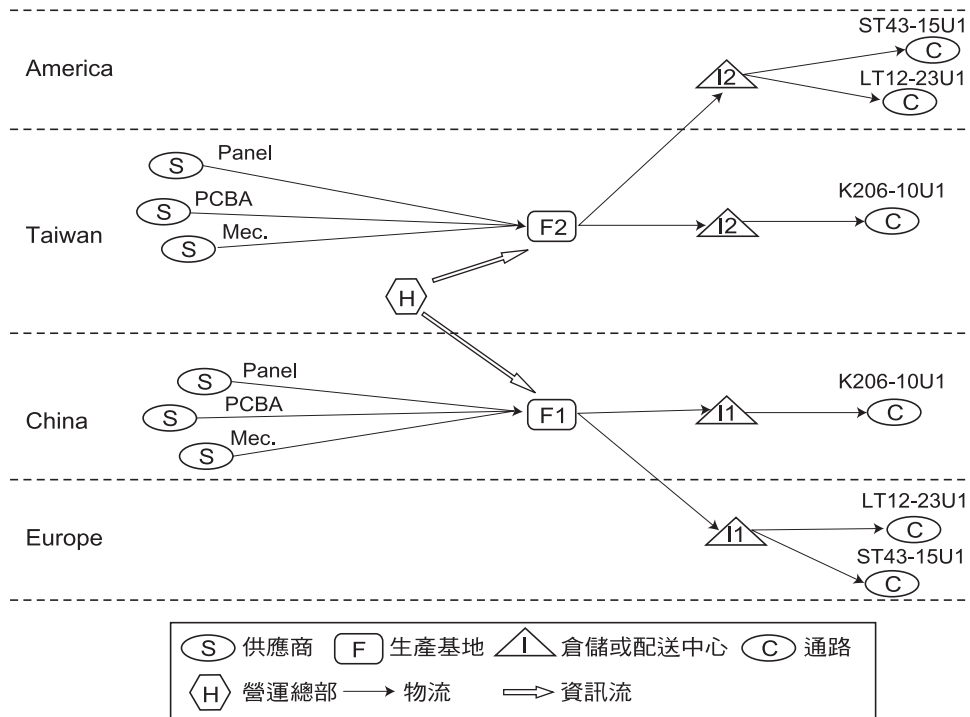 America
ST43-15U1
C
I2
LT12-23U1
C
Taiwan
S
Panel
S
PCBA
S
Mec.
F2
I2
K206-10U1
C
H
China
S
Panel
S
PCBA
S
Mec.
F1
I1
K206-10U1
C
Europe
I1
LT12-23U1
C
ST43-15U1
C
S 供應商 F 生產基地 I 倉儲或配送中心 C 通路
H 營運總部 物流 資訊流